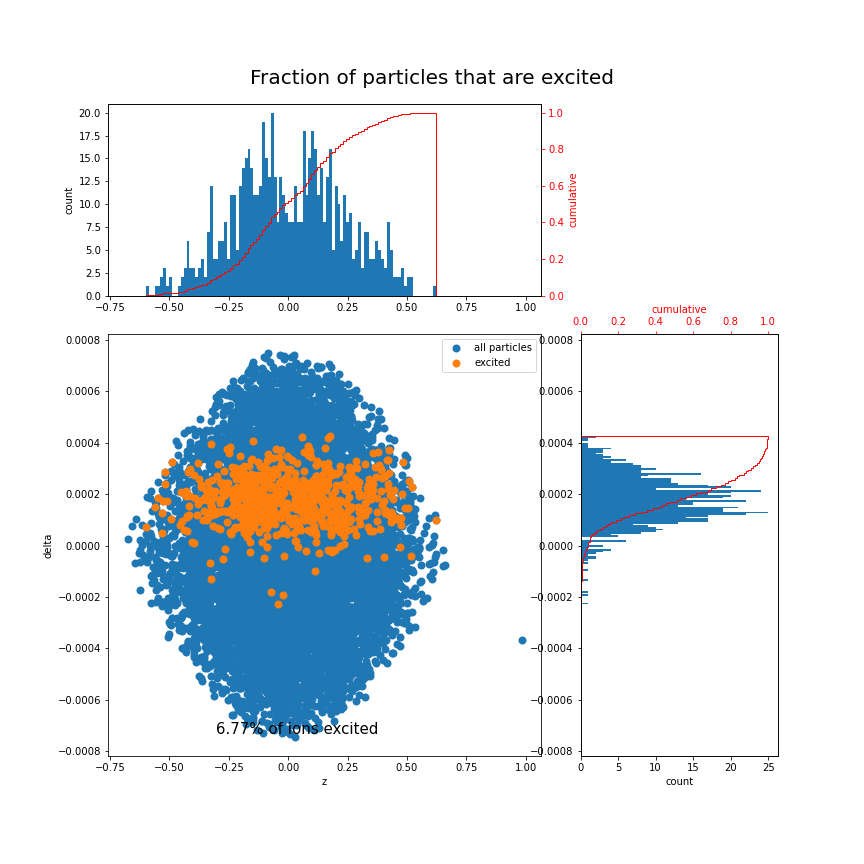 Fraction of particles that are excited
20.0
17.5
15.0
12.5
10.0
7.5
5.0
2.5
0.0
count
1.0
0.8
0.6
0.4
0.2
0.0
cumulative
−0.75 −0.50 −0.25 0.00 0.25 0.50 0.75 1.00
cumulative
0.0 0.2 0.4 0.6 0.8 1.0
all particles
excited
0.0008
0.0006
0.0004
0.0002
0.0000
−0.0002
−0.0004
−0.0006
−0.0008
delta
6.77% of ions excited
−0.75 −0.50 −0.25 0.00 0.25 0.50 0.75 1.00
z
0.0008
0.0006
0.0004
0.0002
0.0000
−0.0002
−0.0004
−0.0006
−0.0008
0 5 10 15 20 25
count